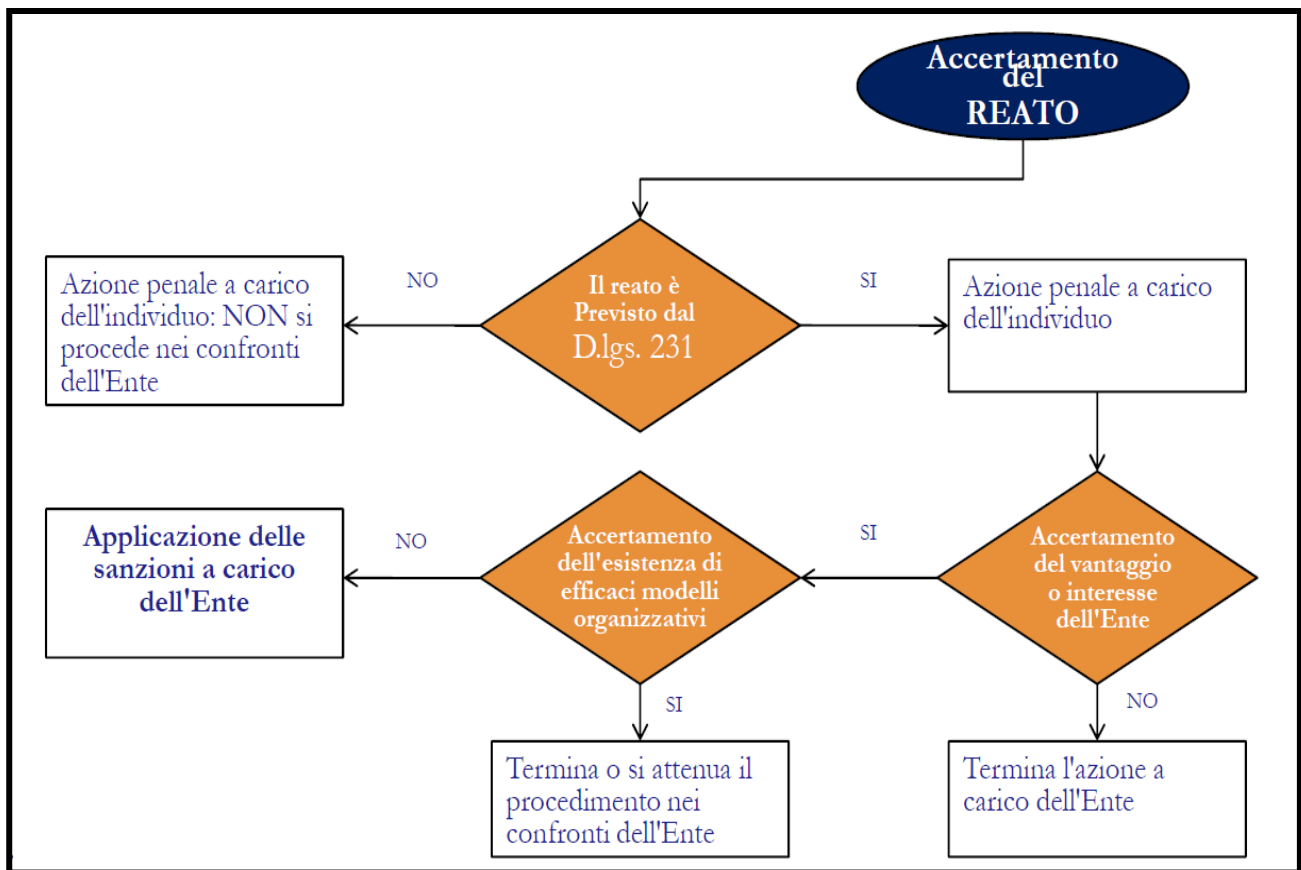 Accertamento
del
REATO
Il reato è
Previsto dal
D.lgs. 231
NO
SI
Azione penale a carico
dell'individuo: NON si
procede nei confronti
dell'Ente
Azione penale a carico
dell'individuo
Accertamento
del vantaggio
o interesse
dell'Ente
SI
NO
Accertamento
dell'esistenza di
efficaci modelli
organizzativi
NO
SI
Applicazione delle
sanzioni a carico
dell'Ente
Termina o si attenua il
procedimento nei
confronti dell'Ente
Termina l'azione a
carico dell'Ente